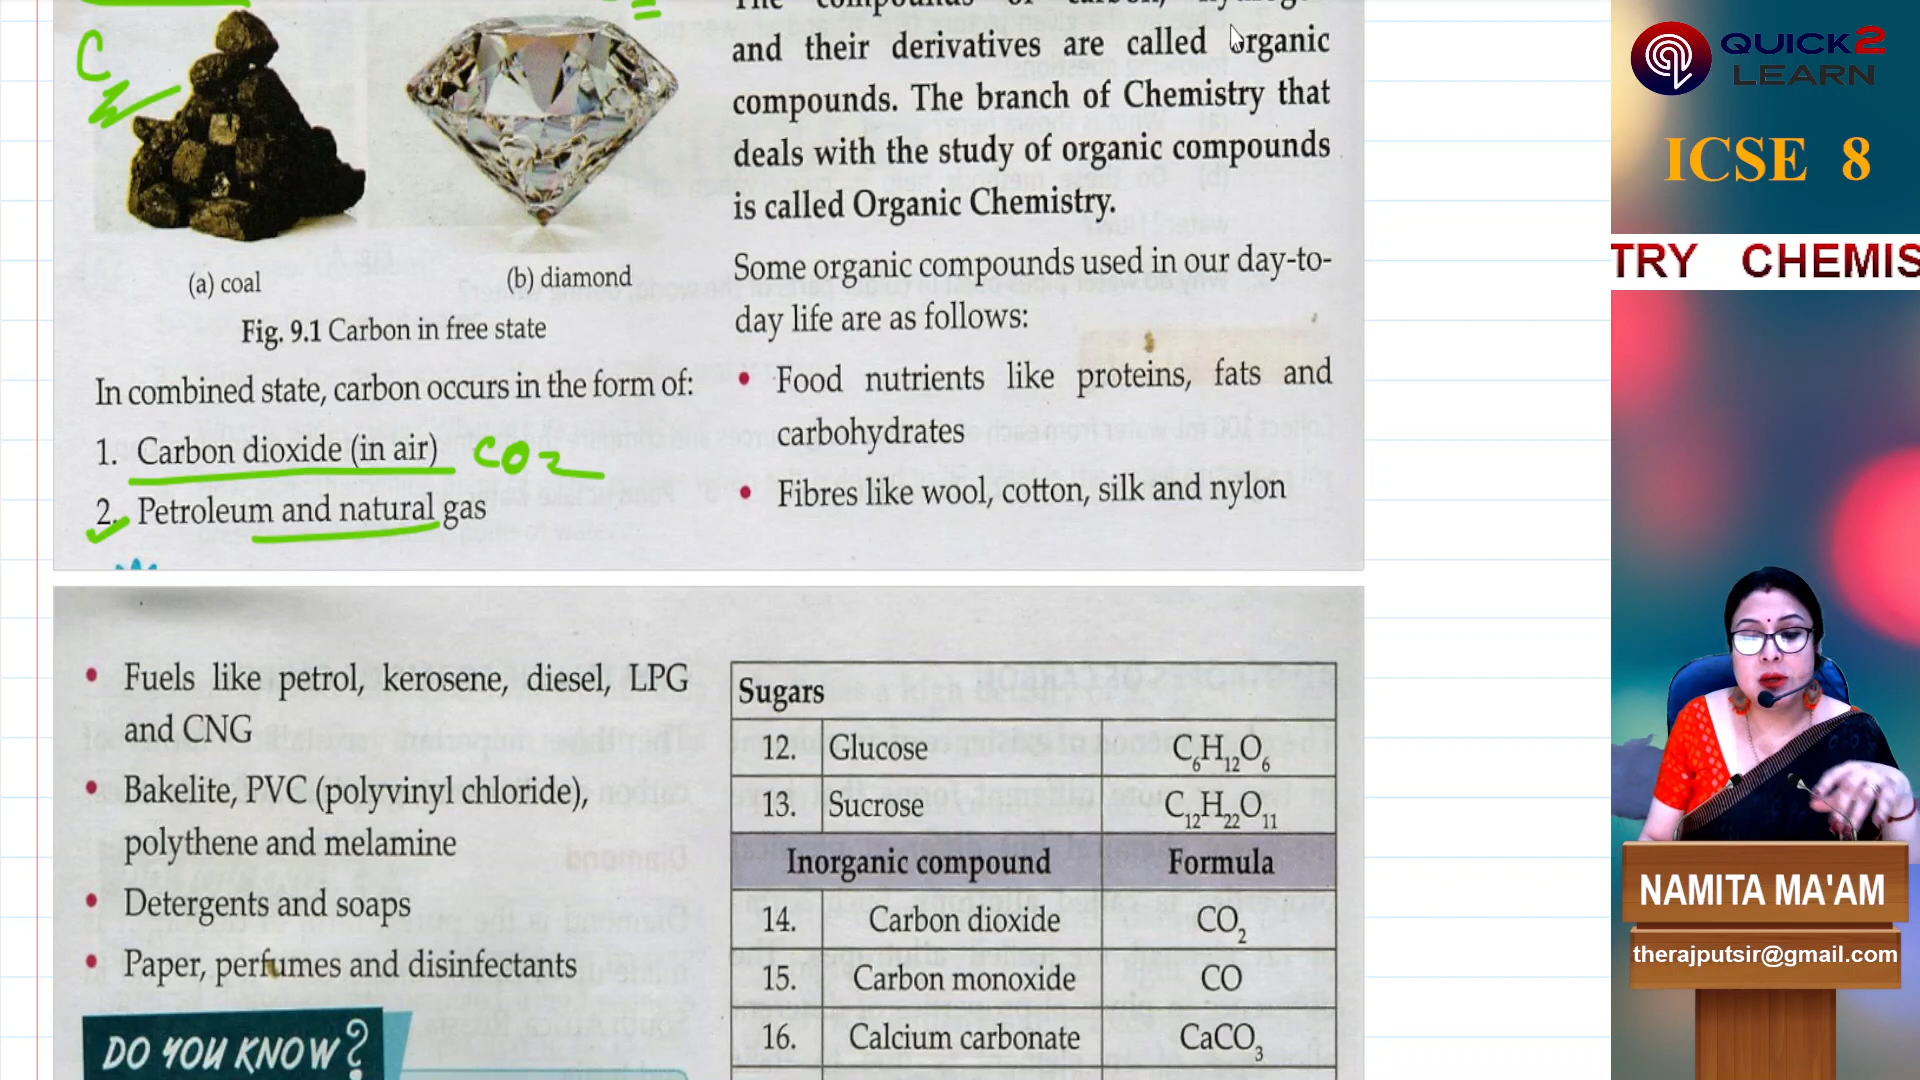 C
(a) coal
(b) diamond
Fig. 9.1 Carbon in free state
In combined state, carbon occurs in the form of:
1. Carbon dioxide (in air) CO2
2. Petroleum and natural gas
The compounds of carbon,
and their derivatives are called organic
compounds. The branch of Chemistry that
deals with the study of organic compounds
is called Organic Chemistry.
Some organic compounds used in our day-to-
day life are as follows:
• Food nutrients like proteins, fats and
carbohydrates
• Fibres like wool, cotton, silk and nylon
• Fuels like petrol, kerosene, diesel, LPG
and CNG
• Bakelite, PVC (polyvinyl chloride),
polythene and melamine
• Detergents and soaps
• Paper, perfumes and disinfectants
DO YOU KNOW?
Sugars
12. Glucose C6H12O6
13. Sucrose C12H22O11
Inorganic compound Formula
14. Carbon dioxide CO2
15. Carbon monoxide CO
16. Calcium carbonate CaCO3
QUICK2
LEARN
ICSE 8
TRY CHEMIS
NAMITA MA'AM
therajputsir@gmail.com